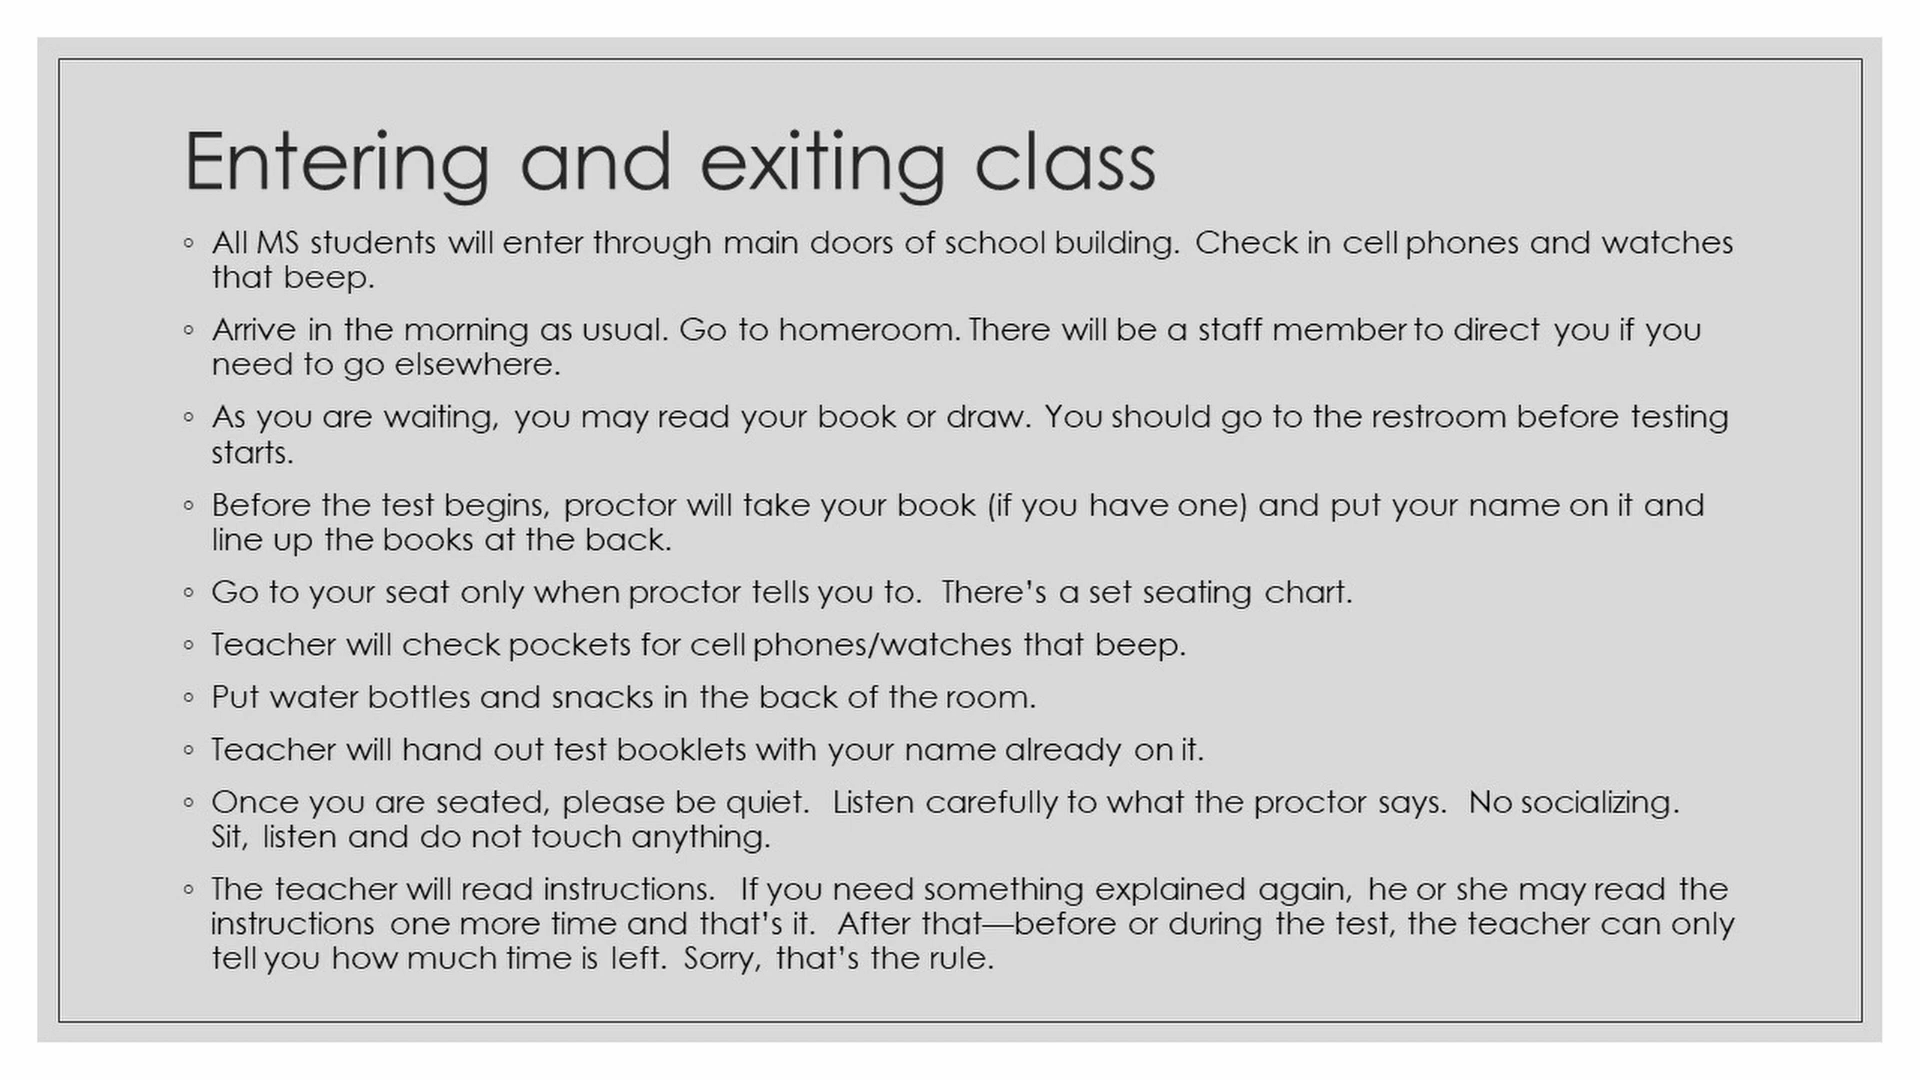 Entering and exiting class
◦ All MS students will enter through main doors of school building. Check in cell phones and watches
that beep.
◦ Arrive in the morning as usual. Go to homeroom. There will be a staff member to direct you if you
need to go elsewhere.
◦ As you are waiting, you may read your book or draw. You should go to the restroom before testing
starts.
◦ Before the test begins, proctor will take your book (if you have one) and put your name on it and
line up the books at the back.
◦ Go to your seat only when proctor tells you to. There's a set seating chart.
◦ Teacher will check pockets for cell phones/watches that beep.
◦ Put water bottles and snacks in the back of the room.
◦ Teacher will hand out test booklets with your name already on it.
◦ Once you are seated, please be quiet. Listen carefully to what the proctor says. No socializing.
Sit, listen and do not touch anything.
◦ The teacher will read instructions. If you need something explained again, he or she may read the
instructions one more time and that's it. After that—before or during the test, the teacher can only
tell you how much time is left. Sorry, that's the rule.